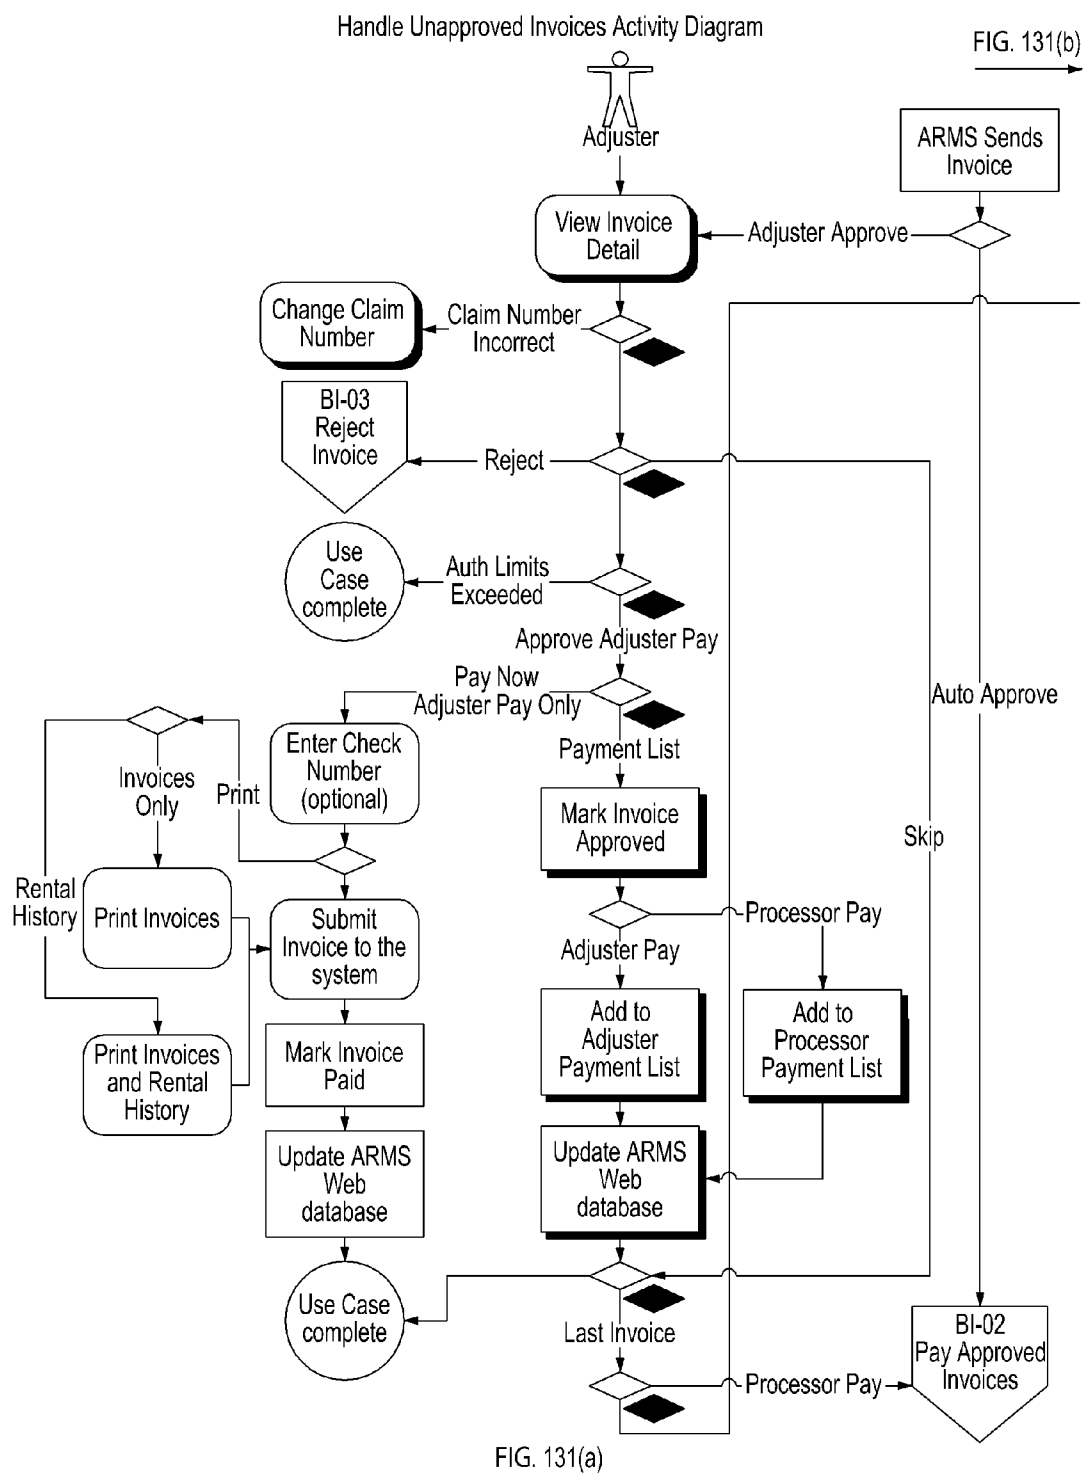 Handle Unapproved Invoices Activity Diagram
FIG. 131(b)
Adjuster
ARMS Sends
Invoice
View Invoice
Detail
Adjuster Approve
Change Claim
Number
Claim Number
Incorrect
BI-03
Reject
Invoice
Reject
Use
Case
complete
Auth Limits
Exceeded
Approve Adjuster Pay
Pay Now
Adjuster Pay Only
Auto Approve
Enter Check
Number
(optional)
Payment List
Invoices
Only
Print
Mark Invoice
Approved
Skip
Rental
History
Print Invoices
Submit
Invoice to the
system
Processor Pay
Adjuster Pay
Add to
Adjuster
Payment List
Add to
Processor
Payment List
Print Invoices
and Rental
History
Mark Invoice
Paid
Update ARMS
Web
database
Update ARMS
Web
database
Use Case
complete
Last Invoice
BI-02
Pay Approved
Invoices
Processor Pay
FIG. 131(a)